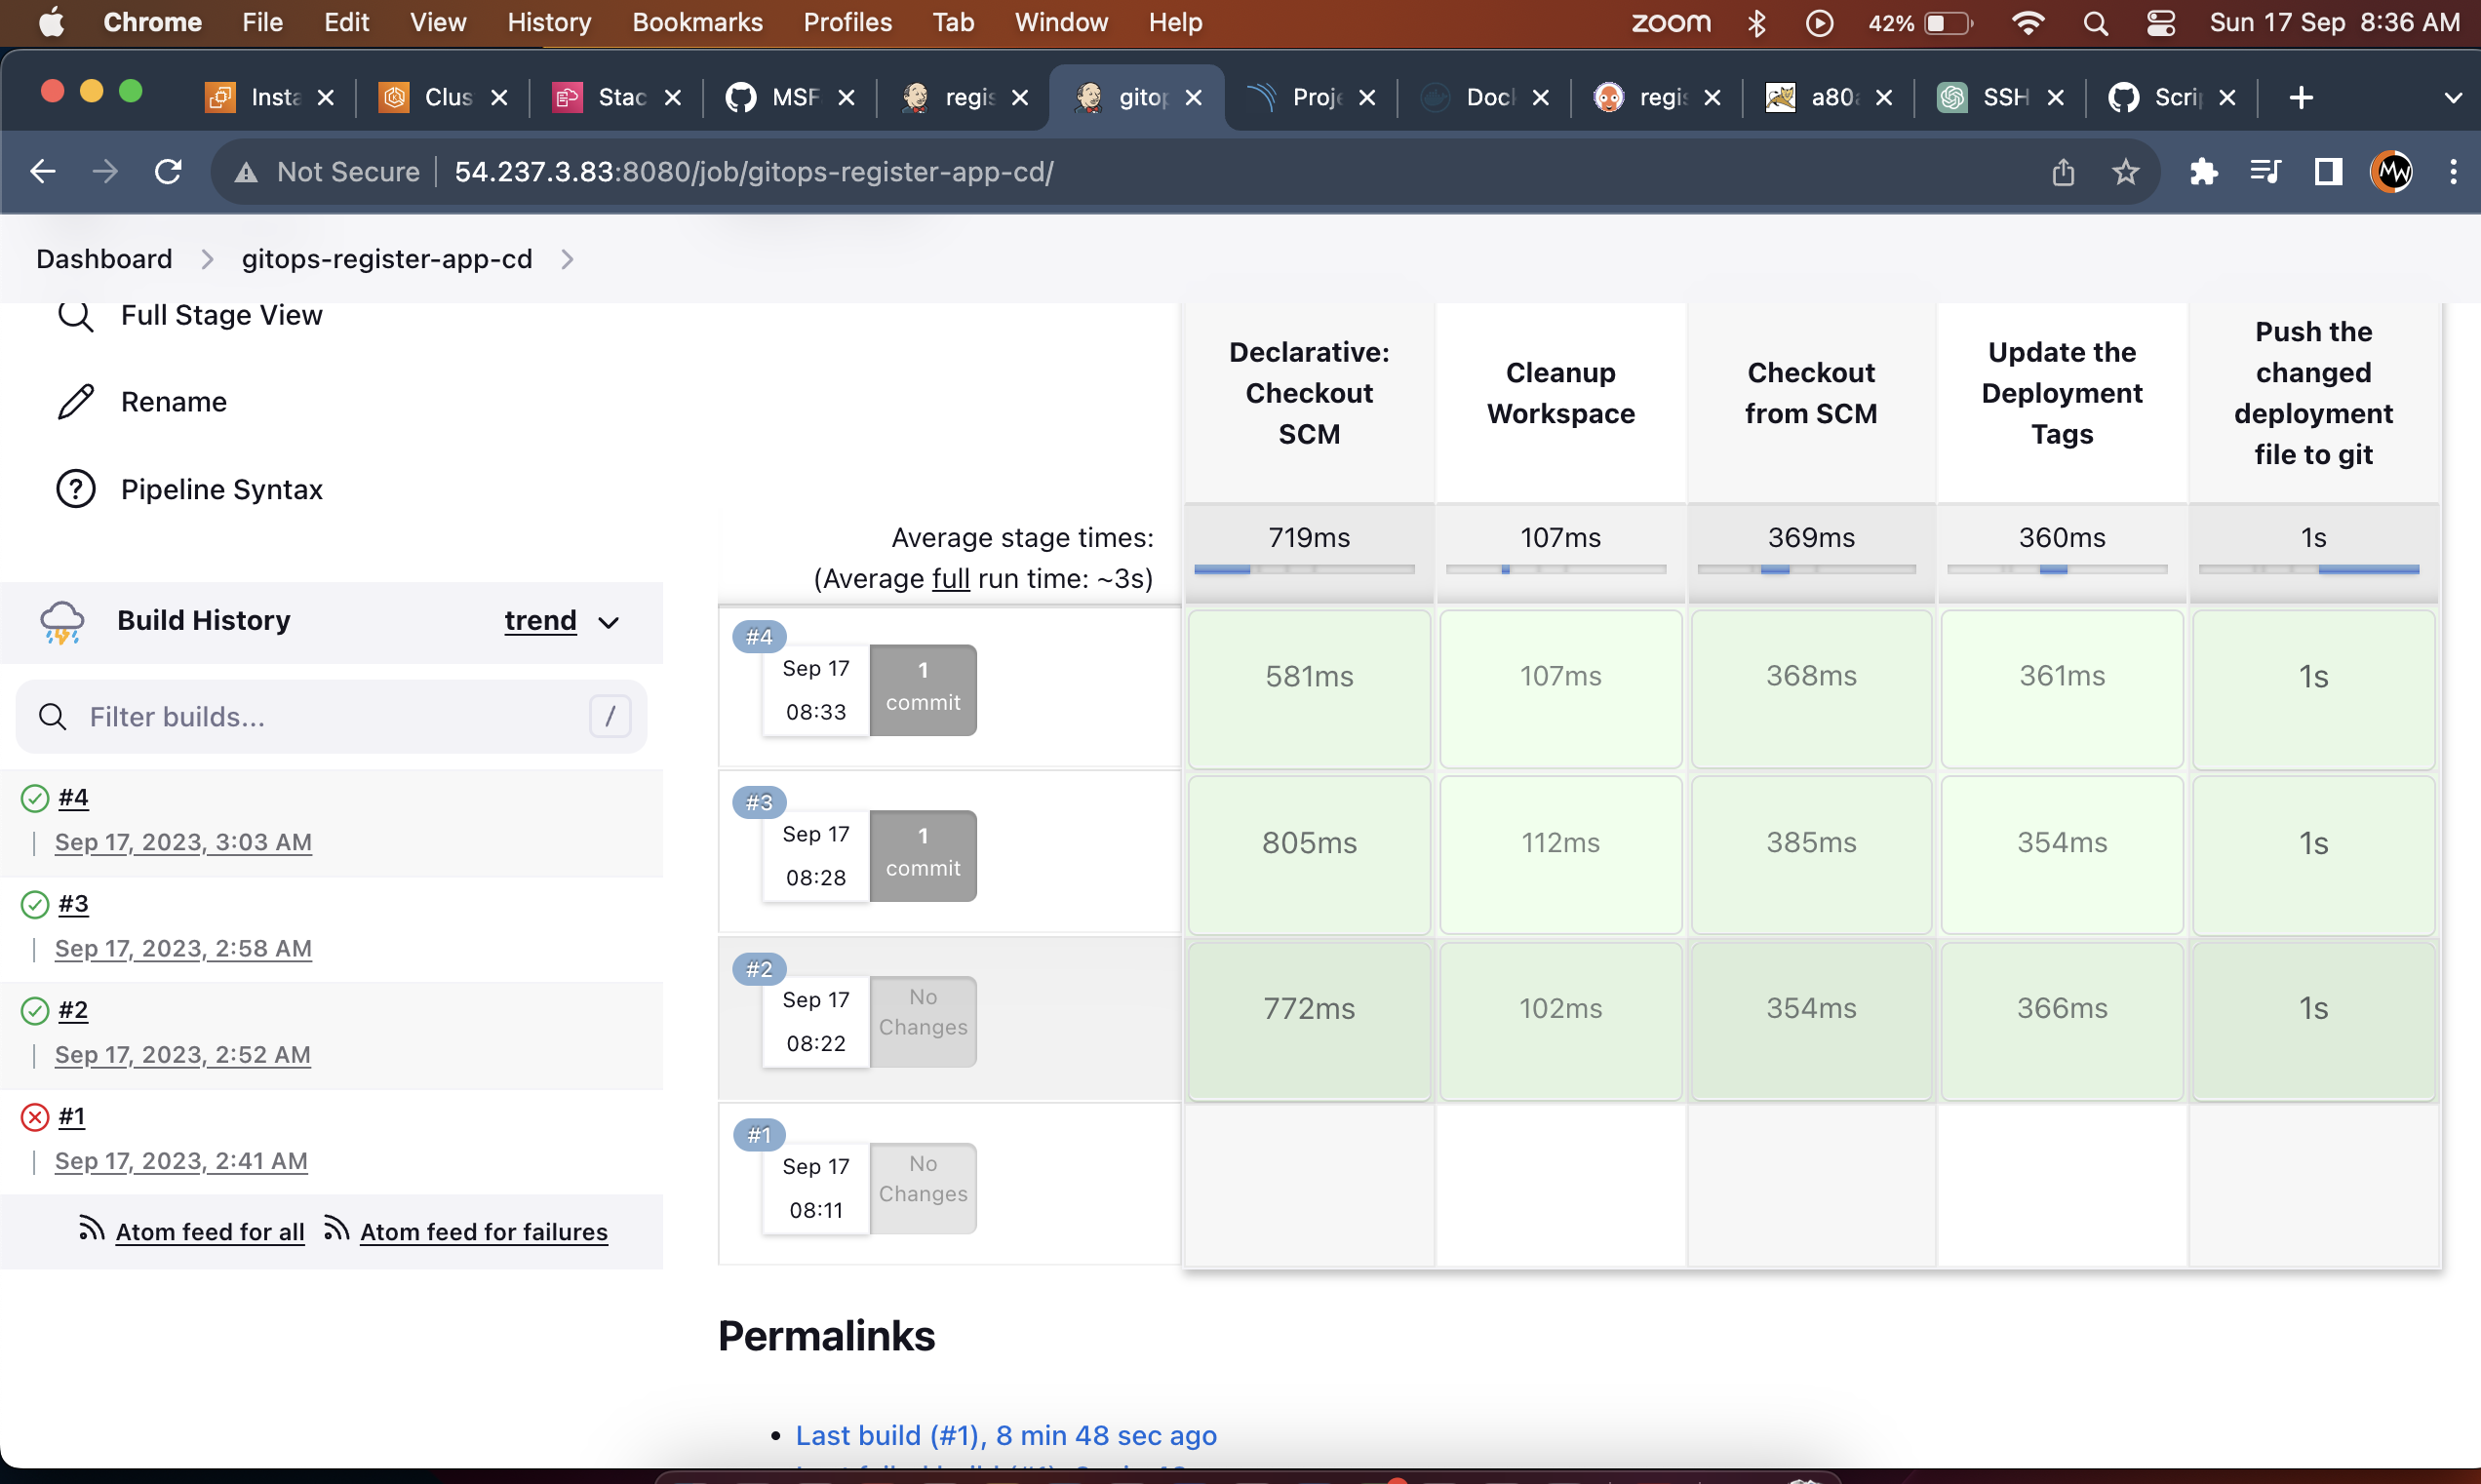 Chrome File Edit View History Bookmarks Profiles Tab Window Help zoom 42% Sun 17 Sep 8:36 AM
Insta Clus Stac MSF regis gitop Proje Doc regis a80 SSH Scrip
Not Secure 54.237.3.83:8080/job/gitops-register-app-cd/
Dashboard gitops-register-app-cd
Full Stage View
Rename
Pipeline Syntax
Build History trend
Filter builds... /
#4
Sep 17, 2023, 3:03 AM
#3
Sep 17, 2023, 2:58 AM
#2
Sep 17, 2023, 2:52 AM
#1
Sep 17, 2023, 2:41 AM
Atom feed for all Atom feed for failures
Declarative:
Checkout
SCM
Cleanup
Workspace
Checkout
from SCM
Update the
Deployment
Tags
Push the
changed
deployment
file to git
Average stage times:
(Average full run time: ~3s)
719ms 107ms 369ms 360ms 1s
#4
Sep 17
08:33
1
commit
581ms 107ms 368ms 361ms 1s
#3
Sep 17
08:28
1
commit
805ms 112ms 385ms 354ms 1s
#2
Sep 17
08:22
No
Changes
772ms 102ms 354ms 366ms 1s
#1
Sep 17
08:11
No
Changes
Permalinks
Last build (#1), 8 min 48 sec ago